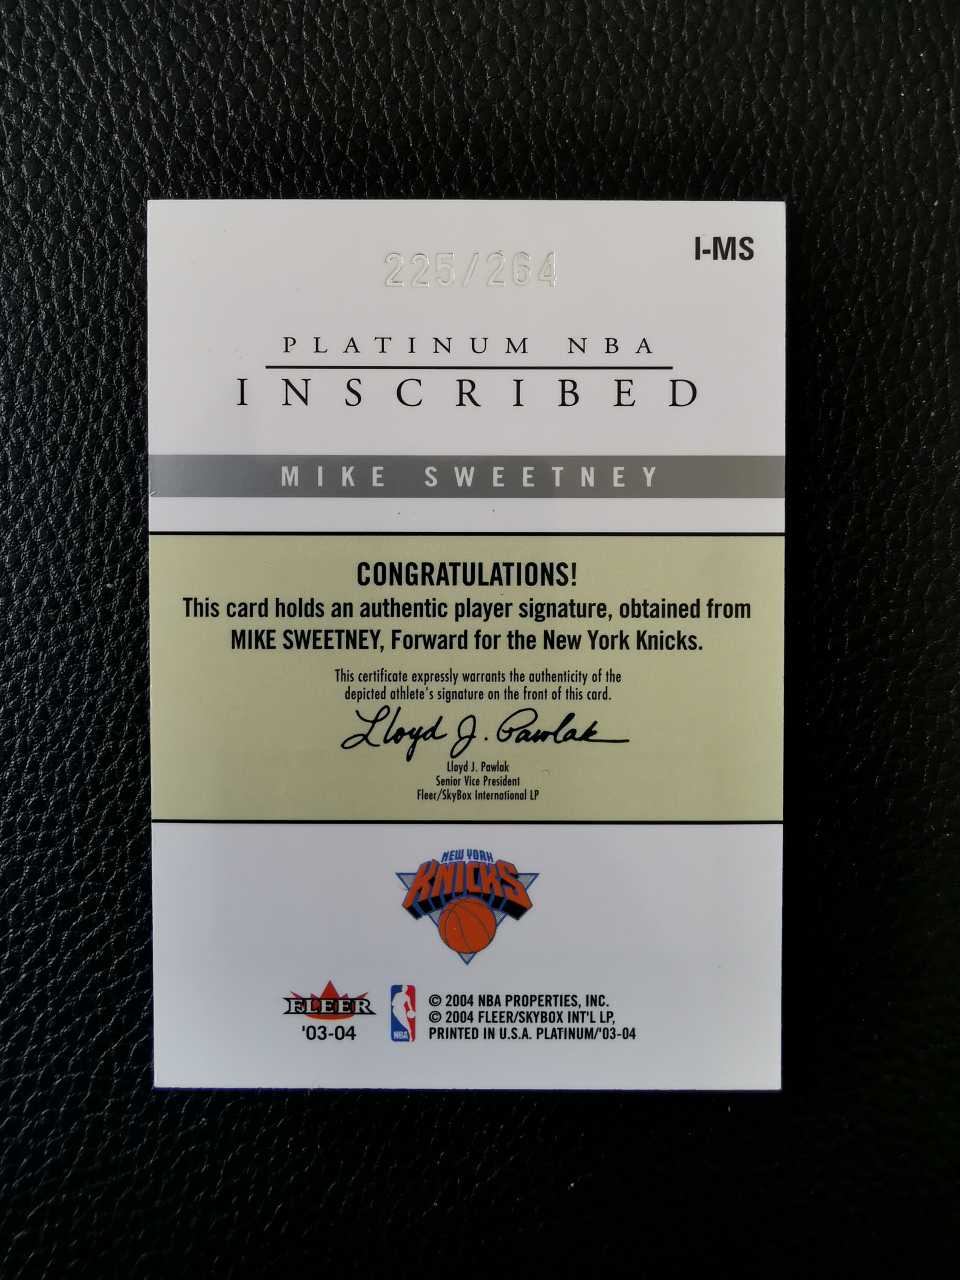 I-MS
225/264
PLATINUM NBA
INSCRIBED
MIKE SWEETNEY
CONGRATULATIONS!
This card holds an authentic player signature, obtained from
MIKE SWEETNEY, Forward for the New York Knicks.
This certificate expressly warrants the authenticity of the
depicted athlete's signature on the front of this card.
Lloyd J. Pawlak
Lloyd J. Pawlak
Senior Vice President
Fleer/SkyBox International LP
NEW YORK
KNICKS
FLEER
'03-04
NBA
© 2004 NBA PROPERTIES, INC.
© 2004 FLEER/SKYBOX INT'L LP,
PRINTED IN U.S.A. PLATINUM/'03-04